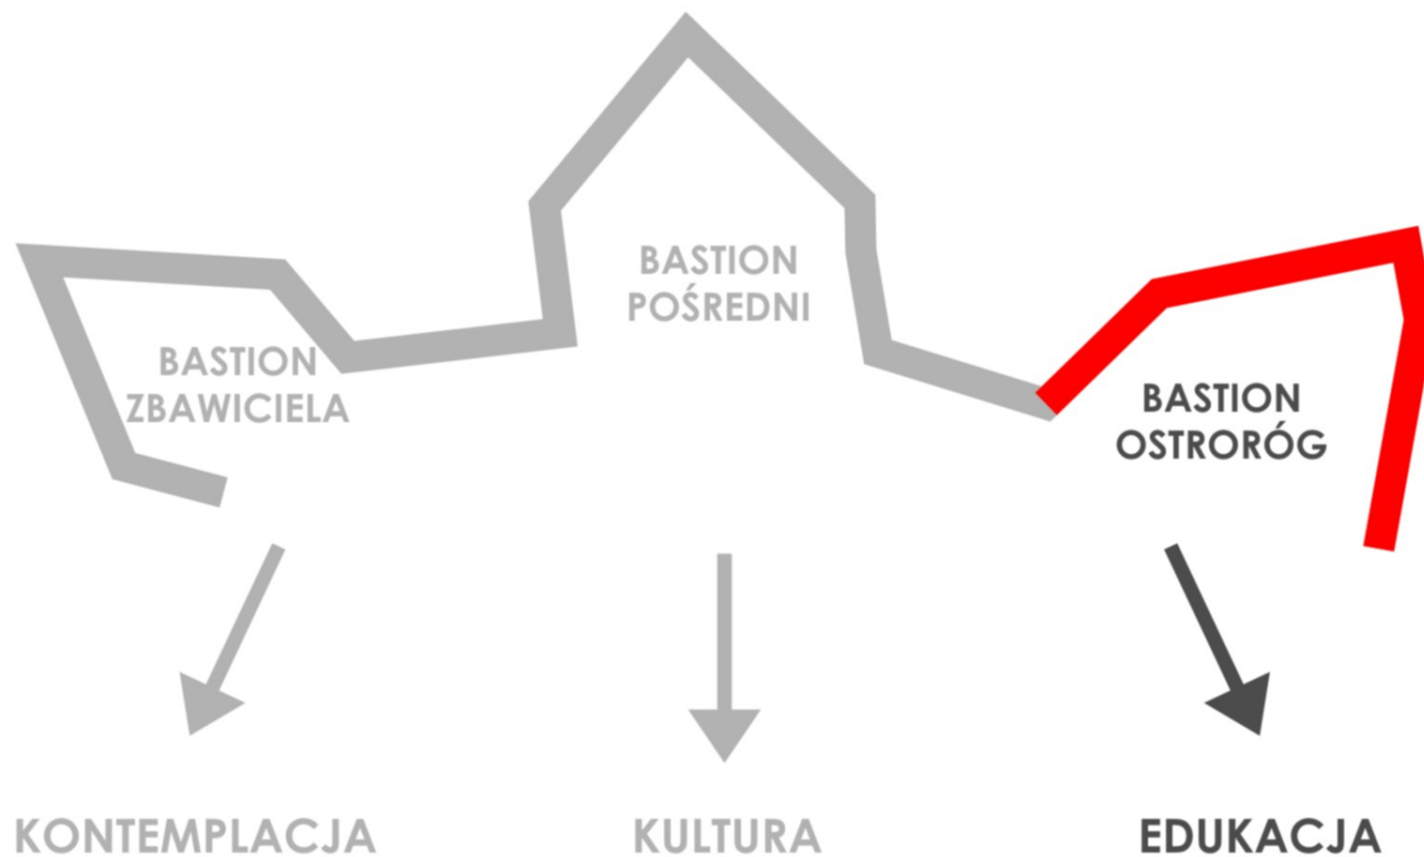 BASTION
POŚREDNI
BASTION
ZBAWICIELA
BASTION
OSTRORÓG
KONTEMPLACJA
KULTURA
EDUKACJA